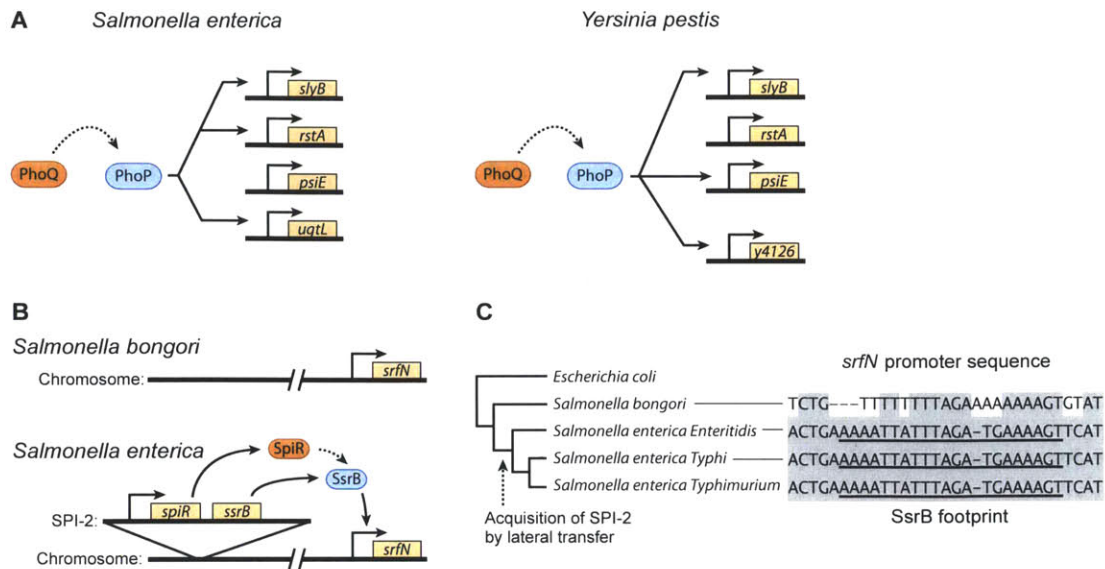 A
Salmonella enterica
Yersinia pestis
slyB
rstA
psiE
ugtL
PhoQ
PhoP
slyB
rstA
psiE
y4126
PhoQ
PhoP
B
Salmonella bongori
Chromosome:
srfN
Salmonella enterica
SpiR
SsrB
spiR
ssrB
SPI-2:
srfN
Chromosome:
C
srfN promoter sequence
Escherichia coli
Salmonella bongori
TCTG---TTTTTTTTAGAAAAAAAAGTGTAT
Salmonella enterica Enteritidis
ACTGAAAAATTATTTAGA-TGAAAAAGTTCAT
Salmonella enterica Typhi
ACTGAAAAATTATTTAGA-TGAAAAAGTTCAT
Salmonella enterica Typhimurium
ACTGAAAAATTATTTAGA-TGAAAAAGTTCAT
SsrB footprint
Acquisition of SPI-2
by lateral transfer